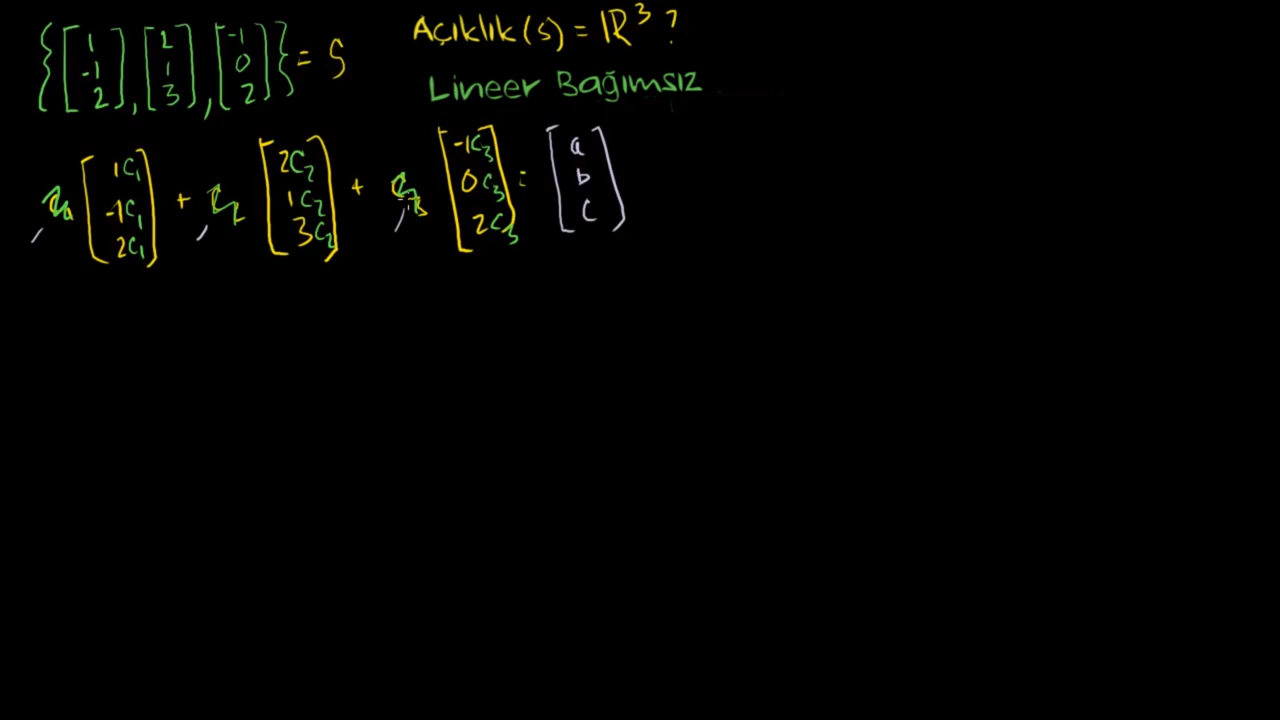 {[1 -1 2], [2 1 3], [-1 0 2]} = S
Açıklık(s) = ℝ³ ?
Lineer Bağımsız
c₁ [1c₁ -1c₁ 2c₁] + c₂ [2c₂ 1c₂ 3c₂] + c₃ [-1c₃ 0c₃ 2c₃] = [a b c]